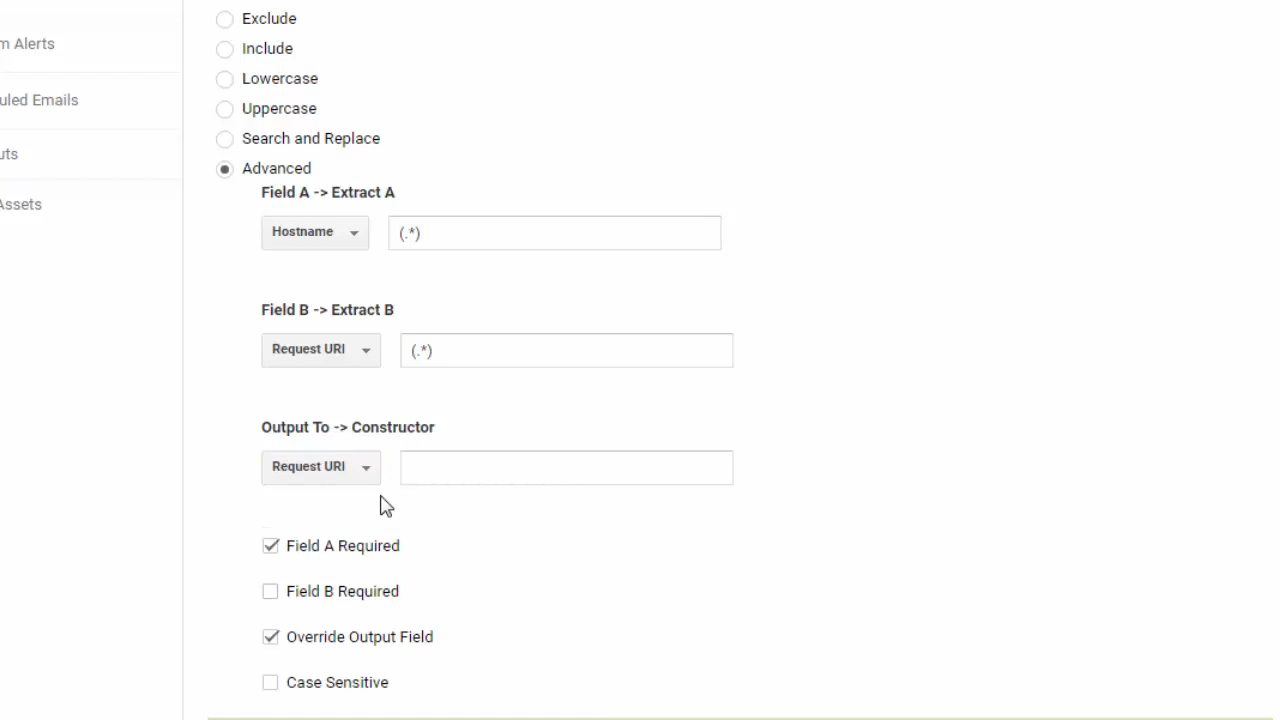 Exclude
m Alerts
Include
Lowercase
uled Emails
Uppercase
Search and Replace
uts
Advanced
Field A -> Extract A
Assets
Hostname
(.*)
Field B -> Extract B
Request URI
(.*)
Output To -> Constructor
Request URI
Field A Required
Field B Required
Override Output Field
Case Sensitive